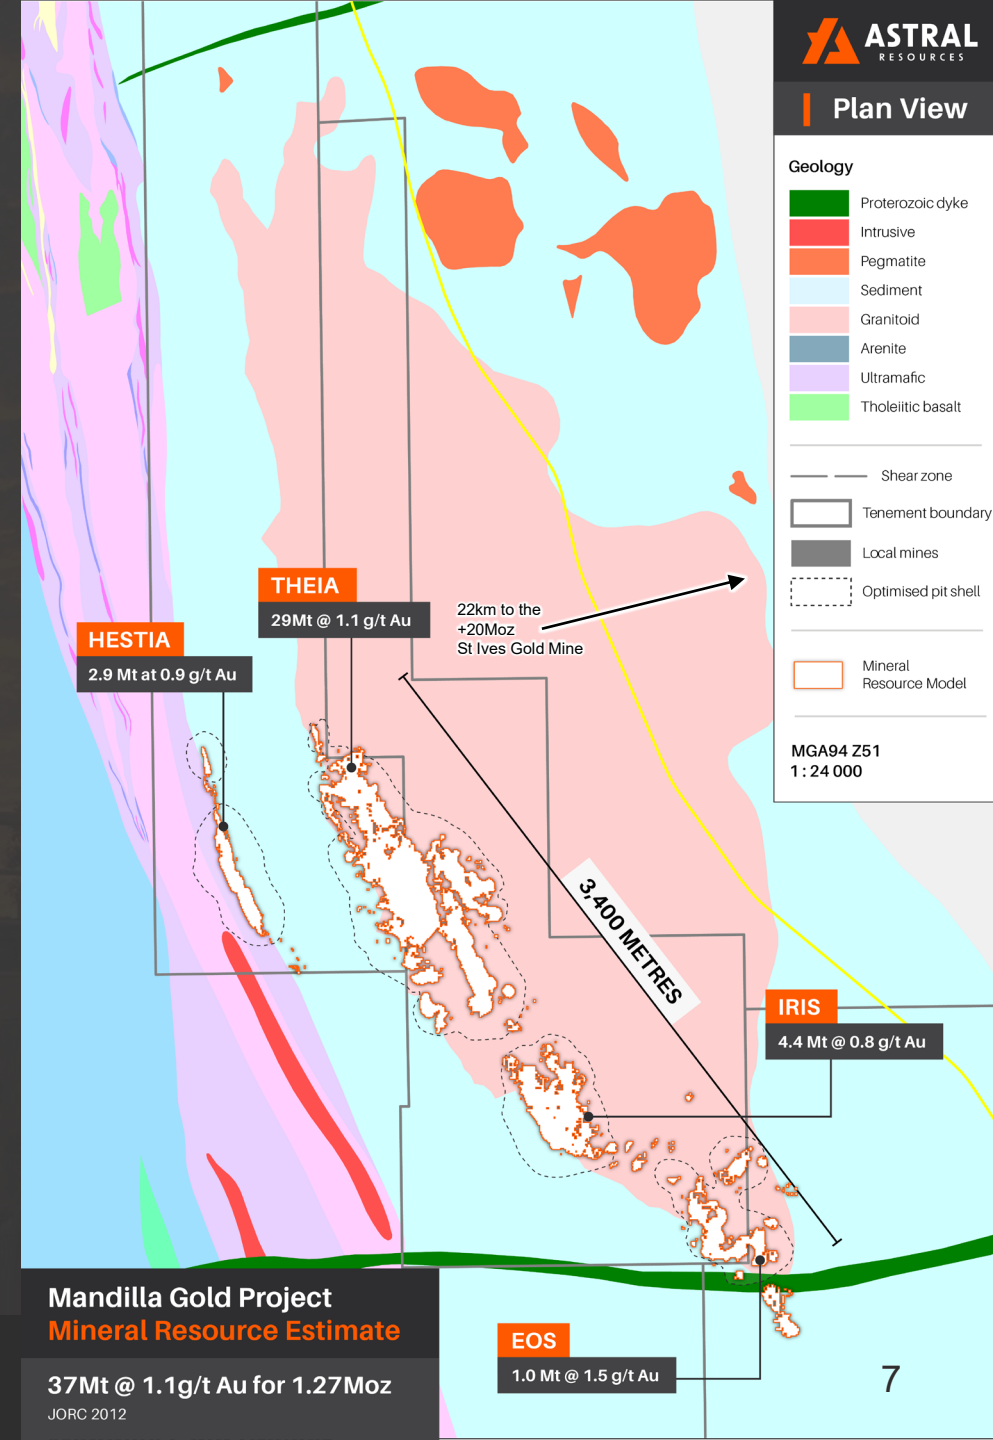 ASTRAL
RESOURCES
Plan View
Geology
Proterozoic dyke
Intrusive
Pegmatite
Sediment
Granitoid
Arenite
Ultramafic
Tholeiitic basalt
Shear zone
Tenement boundary
Local mines
Optimised pit shell
Mineral
Resource Model
MGA94 Z51
1 : 24 000
THEIA
29Mt @ 1.1 g/t Au
HESTIA
2.9 Mt at 0.9 g/t Au
22km to the
+20Moz
St Ives Gold Mine
3,400 METRES
IRIS
4.4 Mt @ 0.8 g/t Au
EOS
1.0 Mt @ 1.5 g/t Au
Mandilla Gold Project
Mineral Resource Estimate
37Mt @ 1.1g/t Au for 1.27Moz
JORC 2012
7